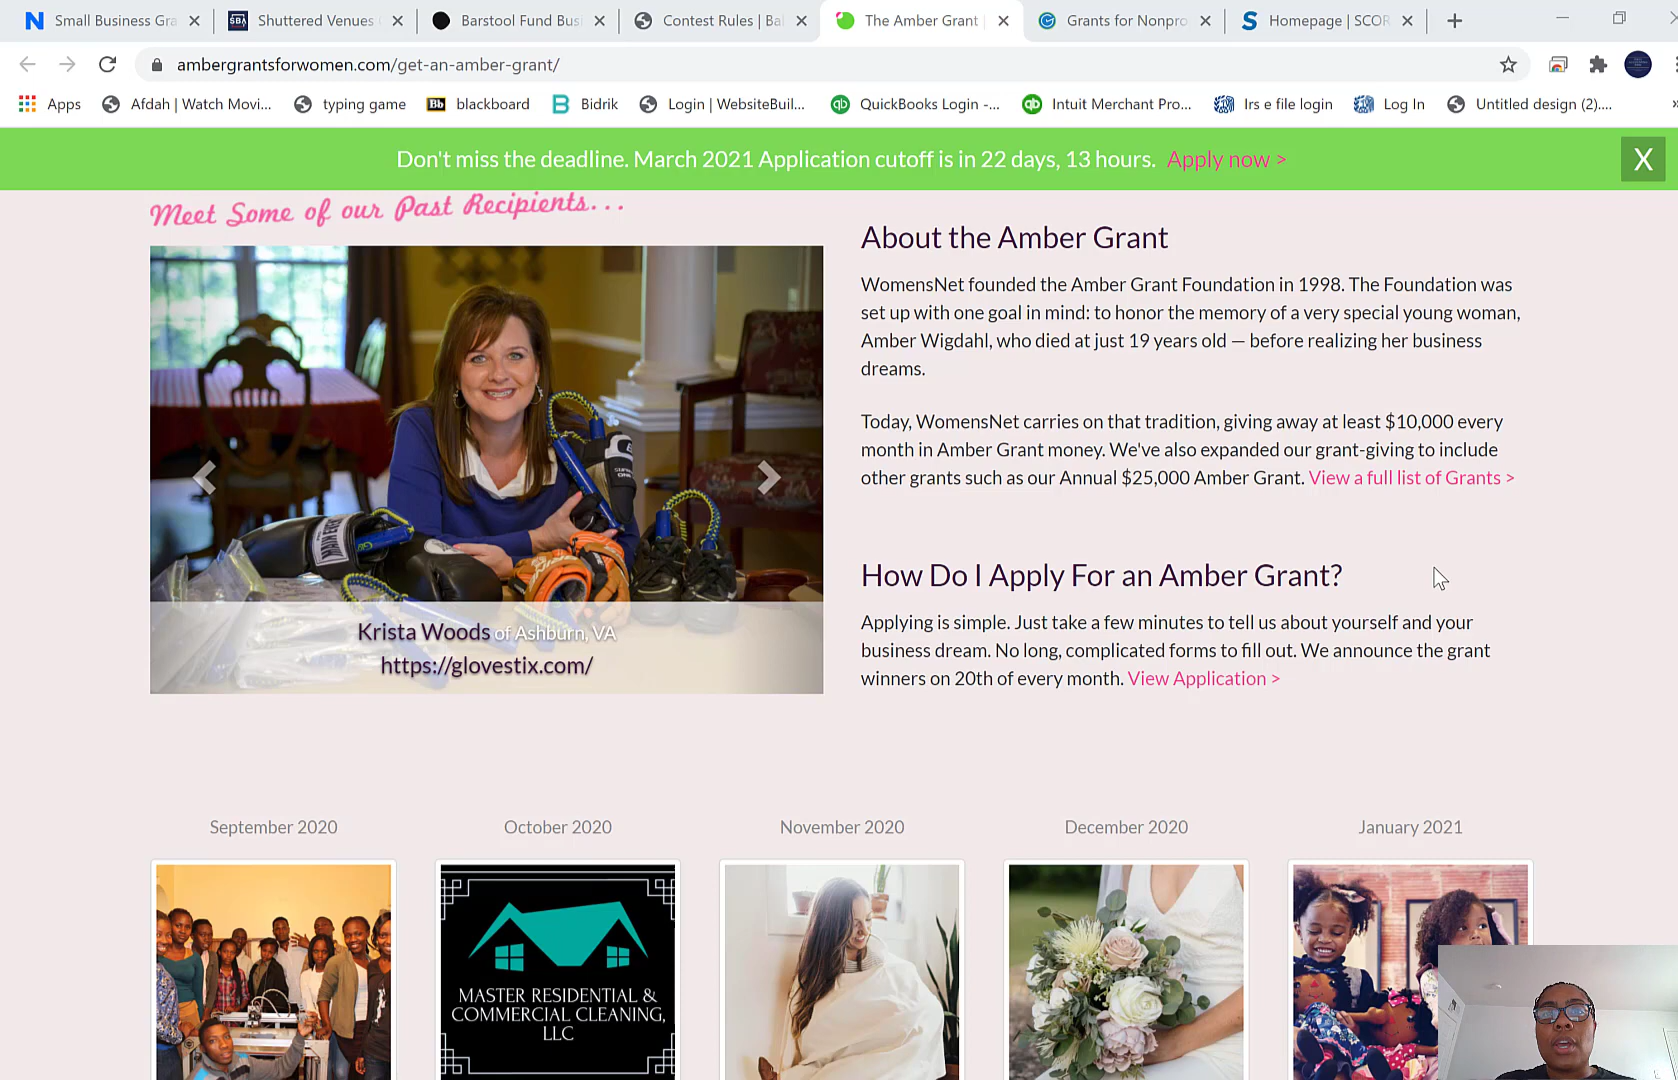 Small Business Gra
Shuttered Venues
Barstool Fund Bus
Contest Rules | Ba
The Amber Grant |
Grants for Nonpro
Homepage | SCOR
ambergrantsforwomen.com/get-an-amber-grant/
Apps
Afdah | Watch Movi...
typing game
Bb
blackboard
Bidrik
Login | WebsiteBuil...
QuickBooks Login -...
Intuit Merchant Pro...
Irs e file login
Log In
Untitled design (2)....
Don't miss the deadline. March 2021 Application cutoff is in 22 days, 13 hours. Apply now >
X
Meet Some of our Past Recipients...
Krista Woods of Ashburn, VA
https://glovestix.com/
About the Amber Grant
WomensNet founded the Amber Grant Foundation in 1998. The Foundation was
set up with one goal in mind: to honor the memory of a very special young woman,
Amber Wigdahl, who died at just 19 years old — before realizing her business
dreams.
Today, WomensNet carries on that tradition, giving away at least $10,000 every
month in Amber Grant money. We've also expanded our grant-giving to include
other grants such as our Annual $25,000 Amber Grant. View a full list of Grants >
How Do I Apply For an Amber Grant?
Applying is simple. Just take a few minutes to tell us about yourself and your
business dream. No long, complicated forms to fill out. We announce the grant
winners on 20th of every month. View Application >
September 2020
October 2020
November 2020
December 2020
January 2021
MASTER RESIDENTIAL &
COMMERCIAL CLEANING,
LLC